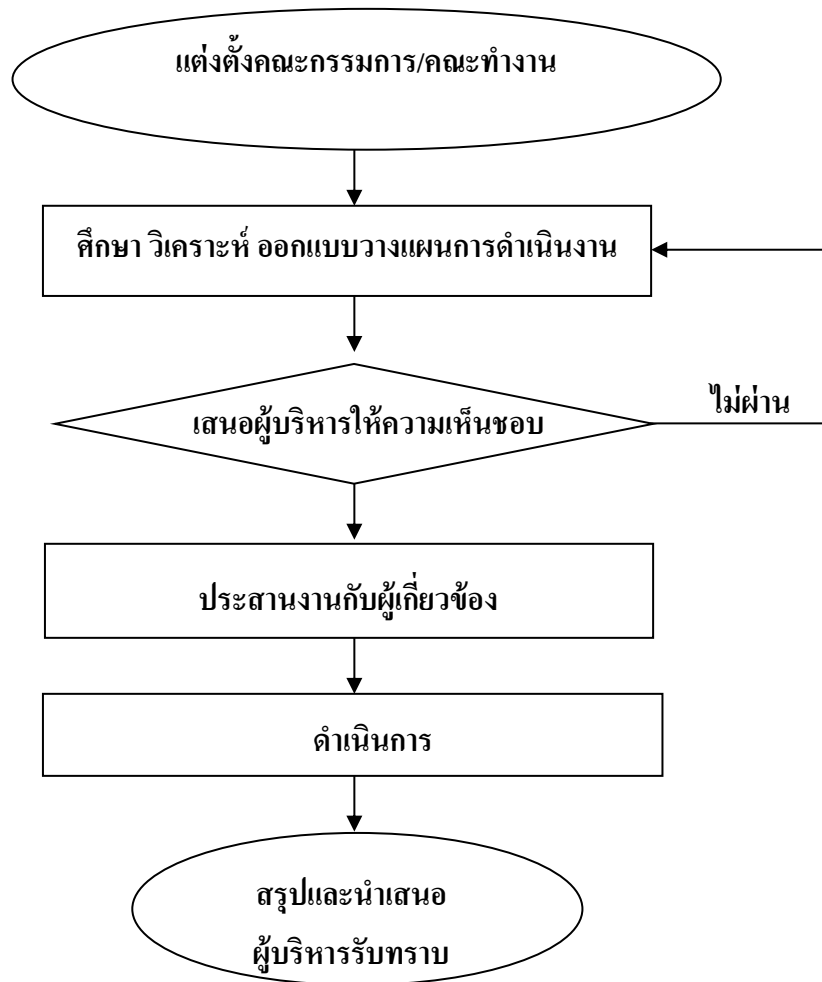 แต่งตั้งคณะกรรมการ/คณะทำงาน
ศึกษา วิเคราะห์ ออกแบบวางแผนการดำเนินงาน
ไม่ผ่าน
เสนอผู้บริหารให้ความเห็นชอบ
ประสานงานกับผู้เกี่ยวข้อง
ดำเนินการ
สรุปและนำเสนอ
ผู้บริหารรับทราบ